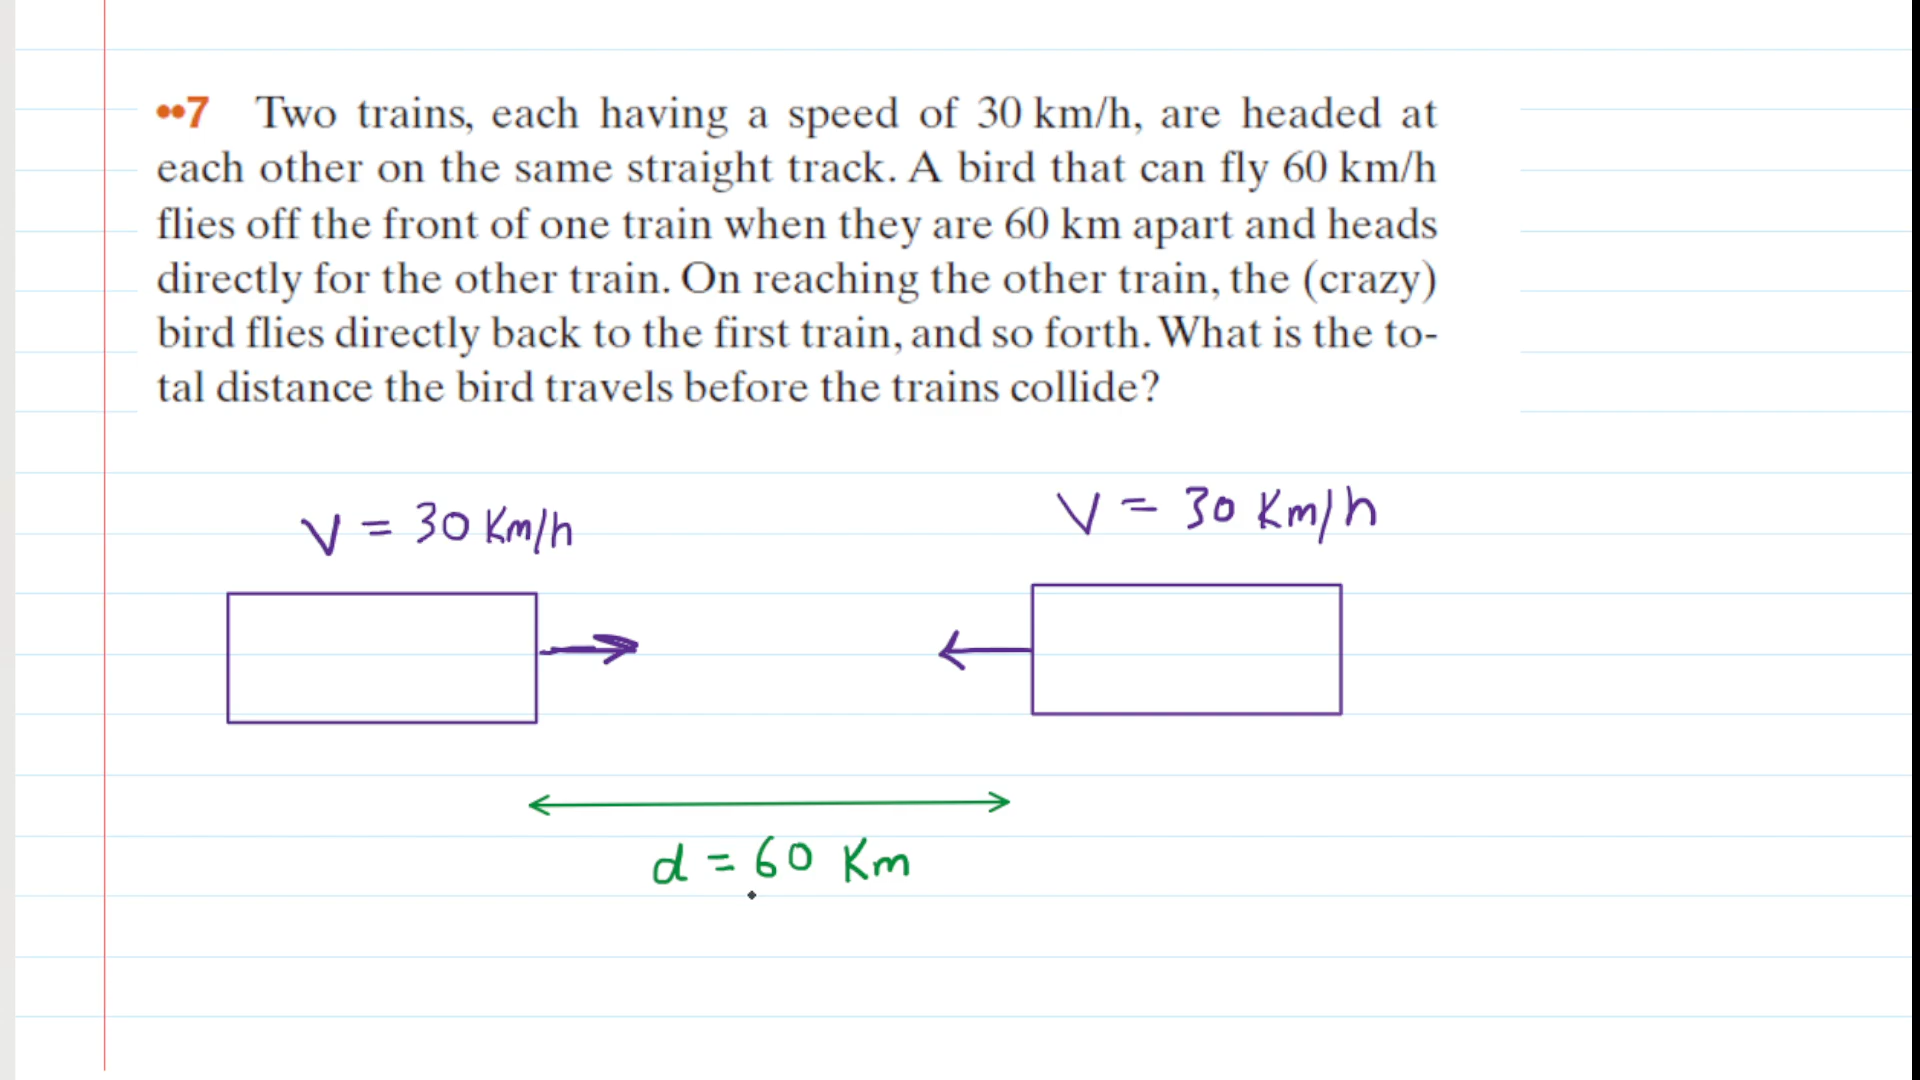 ••7 Two trains, each having a speed of 30 km/h, are headed at
each other on the same straight track. A bird that can fly 60 km/h
flies off the front of one train when they are 60 km apart and heads
directly for the other train. On reaching the other train, the (crazy)
bird flies directly back to the first train, and so forth. What is the to-
tal distance the bird travels before the trains collide?
V = 30 Km/h
V = 30 Km/h
d = 60 Km